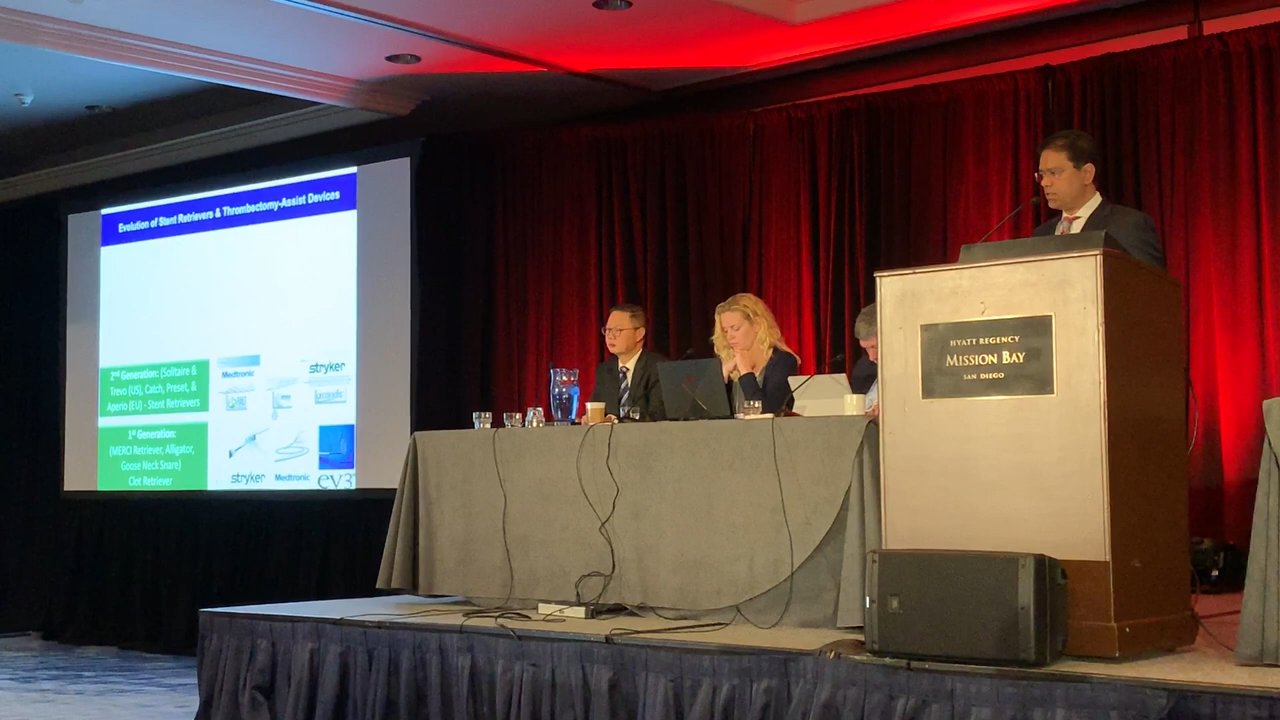 Evolution of Stent Retrievers & Thrombectomy-Assist Devices
2nd Generation: (Solitaire &
Trevo (US), Catch, Preset, &
Aperio (EU) - Stent Retrievers
Medtronic
stryker
1st Generation:
(MERCI Retriever, Alligator,
Goose Neck Snare)
Clot Retriever
stryker
Medtronic
ev3
HYATT REGENCY
MISSION BAY
SAN DIEGO